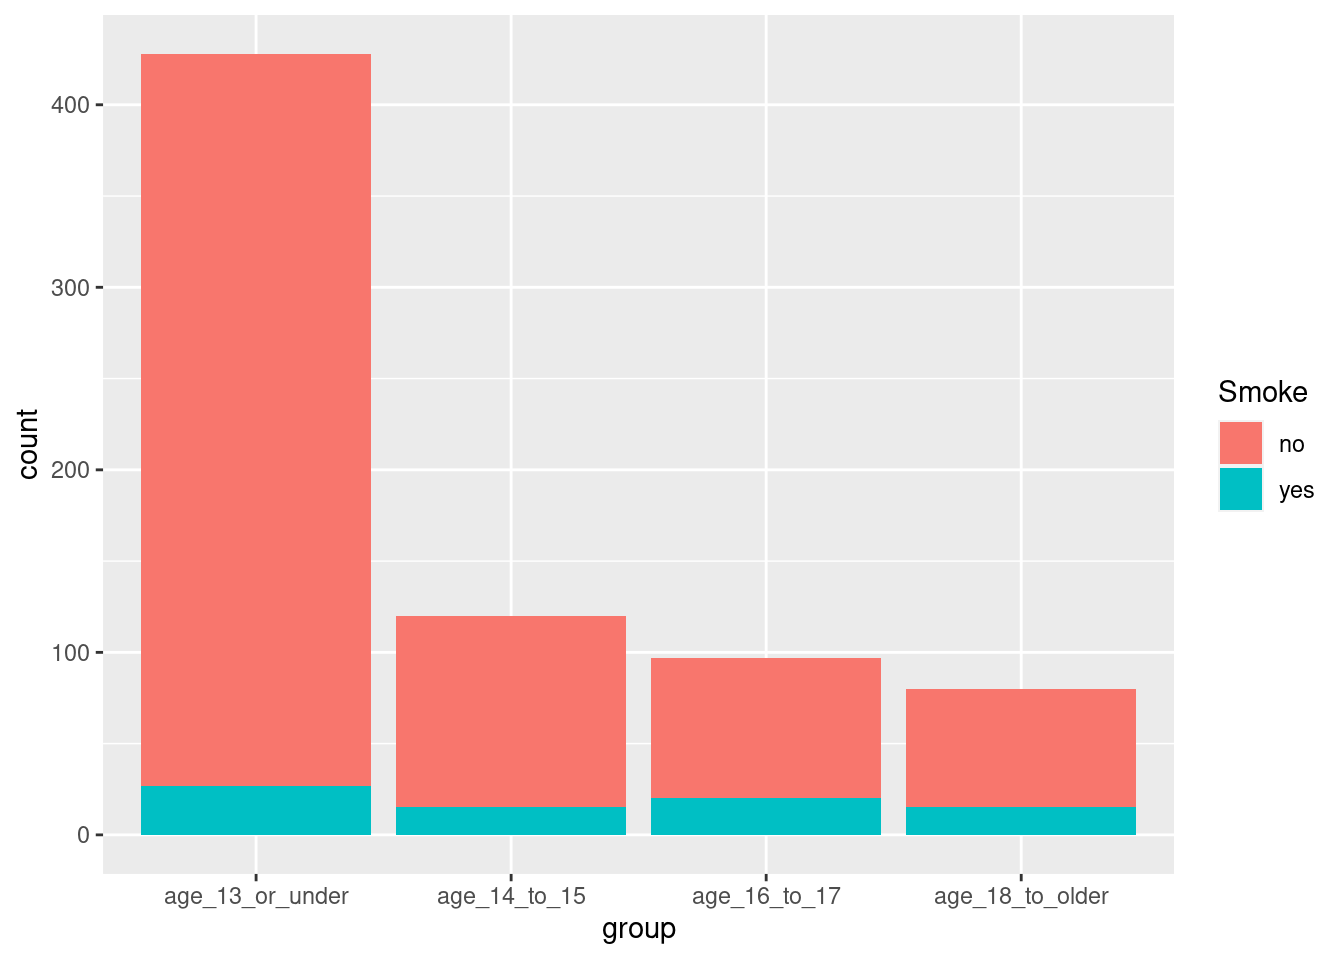 400
300
200
100
0
count
age_13_or_under
age_14_to_15
age_16_to_17
age_18_to_older
group
Smoke
no
yes